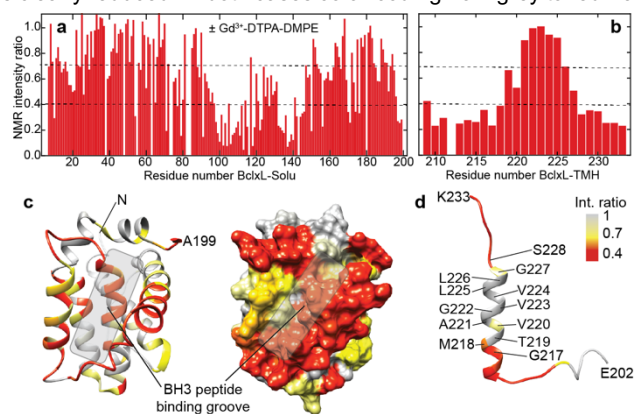 a
± Gd³⁺-DTPA-DMPE
b
NMR intensity ratio
1.0
0.8
0.6
0.4
0.2
0.0
20 40 60 80 100 120 140 160 180 200
210 215 220 225 230
Residue number BclxL-Solu
Residue number BclxL-TMH
c
N
A199
BH3 peptide
binding groove
d
K233
Int. ratio
1
0.7
0.4
S228
G227
L226
L225
V224
V223
G222
A221
V220
T219
M218
G217
E202